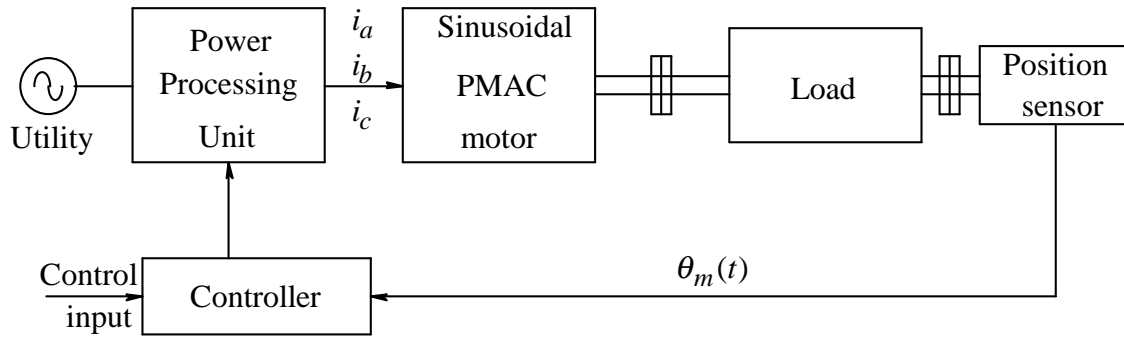 Utility
Power
Processing
Unit
i_a
i_b
i_c
Sinusoidal
PMAC
motor
Load
Position
sensor
Control
input
Controller
θ_m(t)